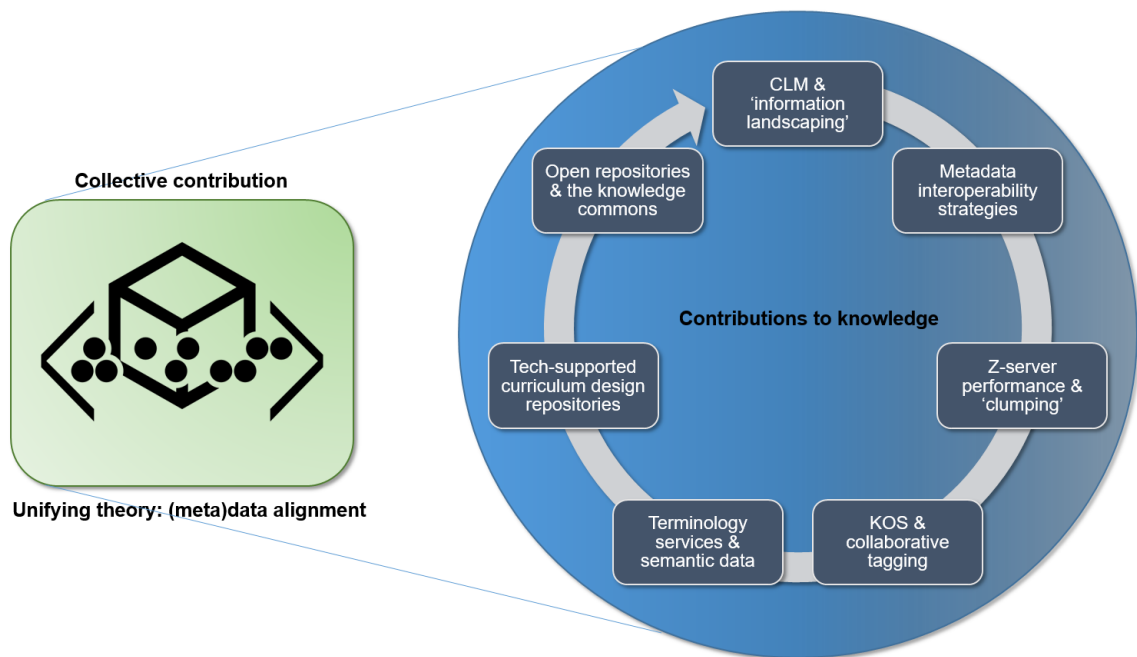 Collective contribution
Unifying theory: (meta)data alignment
CLM &
‘information
landscaping’
Metadata
interoperability
strategies
Z-server
performance &
‘clumping’
KOS &
collaborative
tagging
Terminology
services &
semantic data
Tech-supported
curriculum design
repositories
Open repositories
& the knowledge
commons
Contributions to knowledge